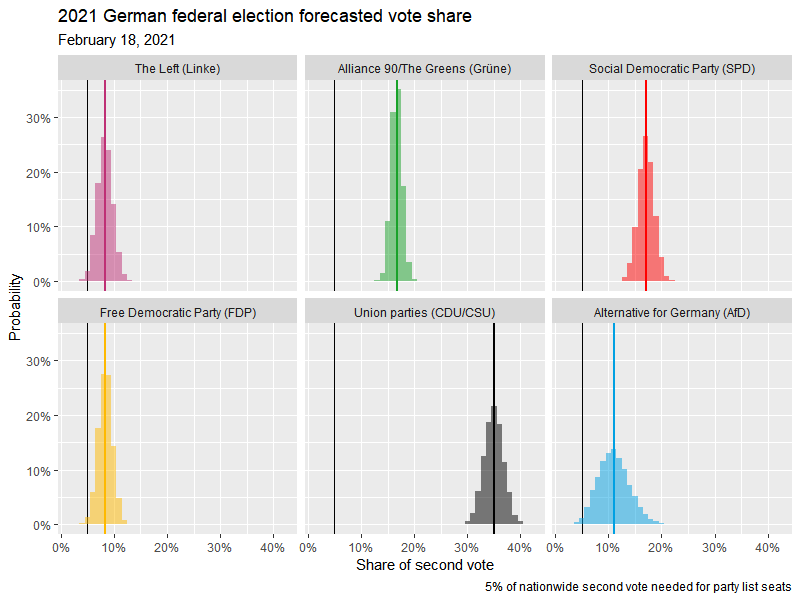 2021 German federal election forecasted vote share
February 18, 2021
The Left (Linke)
Alliance 90/The Greens (Grüne)
Social Democratic Party (SPD)
30%
20%
10%
0%
Probability
Free Democratic Party (FDP)
Union parties (CDU/CSU)
Alternative for Germany (AfD)
30%
20%
10%
0%
0% 10% 20% 30% 40%
0% 10% 20% 30% 40%
0% 10% 20% 30% 40%
Share of second vote
5% of nationwide second vote needed for party list seats